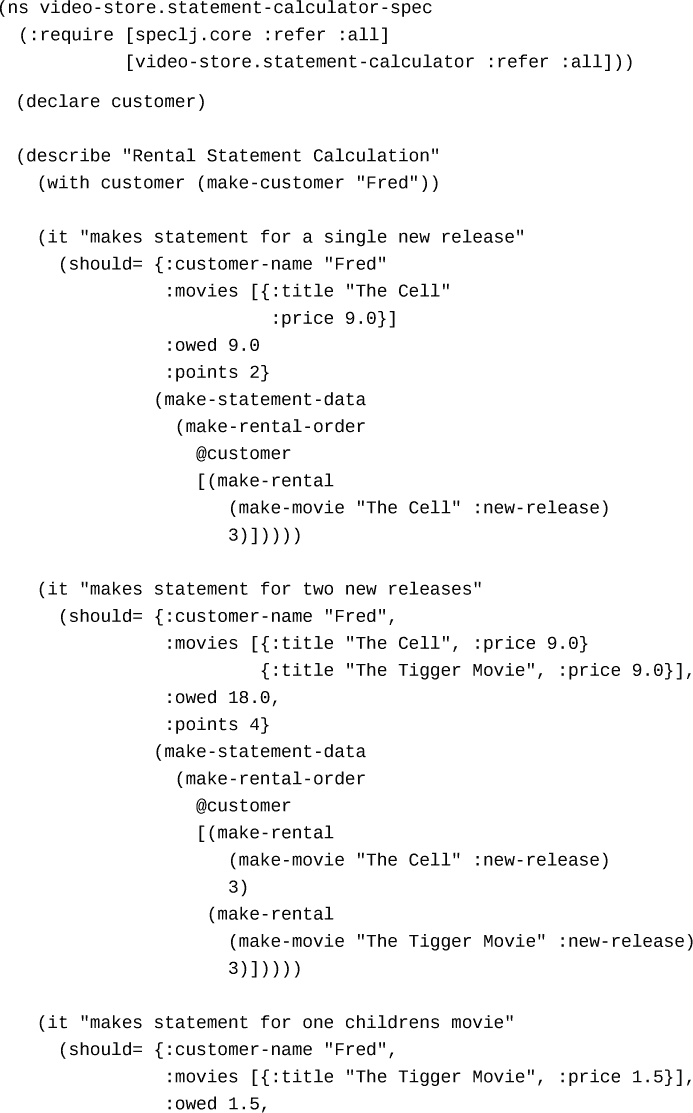 (ns video-store.statement-calculator-spec
  (:require [speclj.core :refer :all]
            [video-store.statement-calculator :refer :all]))
(declare customer)
(describe "Rental Statement Calculation"
  (with customer (make-customer "Fred"))
  (it "makes statement for a single new release"
    (should= {:customer-name "Fred"
              :movies [{:title "The Cell"
                        :price 9.0}]
              :owed 9.0
              :points 2}
             (make-statement-data
               (make-rental-order
                 @customer
                 [(make-rental
                    (make-movie "The Cell" :new-release)
                    3)]))))
  (it "makes statement for two new releases"
    (should= {:customer-name "Fred",
              :movies [{:title "The Cell", :price 9.0}
                       {:title "The Tigger Movie", :price 9.0}],
              :owed 18.0,
              :points 4}
             (make-statement-data
               (make-rental-order
                 @customer
                 [(make-rental
                    (make-movie "The Cell" :new-release)
                    3)
                  (make-rental
                    (make-movie "The Tigger Movie" :new-release)
                    3)]))))
  (it "makes statement for one childrens movie"
    (should= {:customer-name "Fred",
              :movies [{:title "The Tigger Movie", :price 1.5}],
              :owed 1.5,